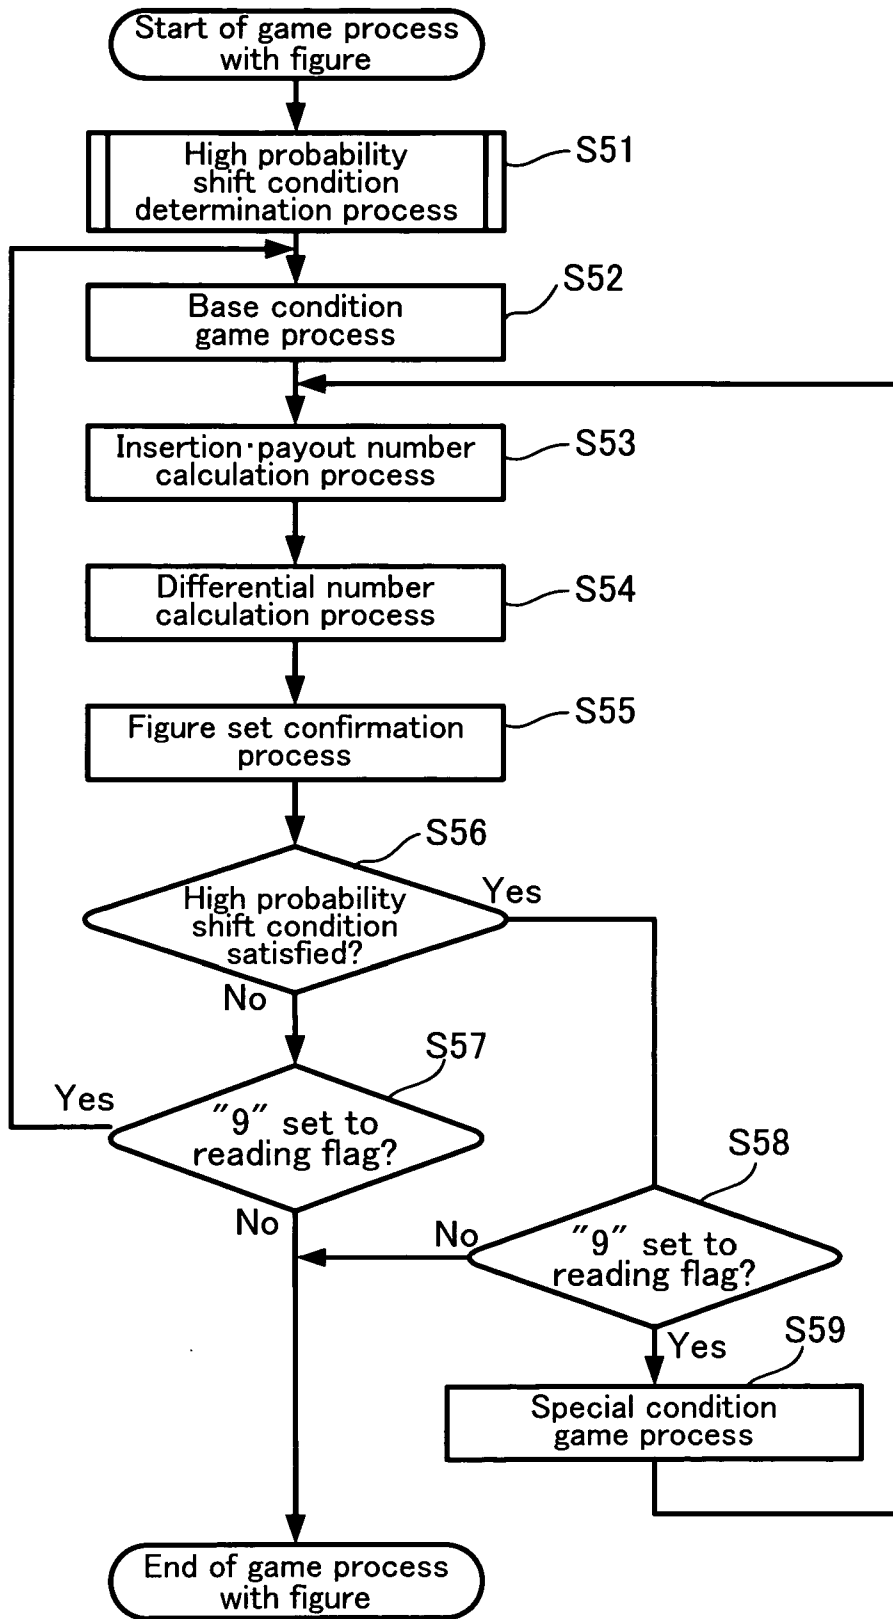 Start of game process
with figure
High probability
shift condition
determination process
S51
Base condition
game process
S52
Insertion·payout number
calculation process
S53
Differential number
calculation process
S54
Figure set confirmation
process
S55
S56
High probability
shift condition
satisfied?
Yes
No
S57
"9" set to
reading flag?
Yes
No
S58
"9" set to
reading flag?
No
Yes
S59
Special condition
game process
End of game process
with figure